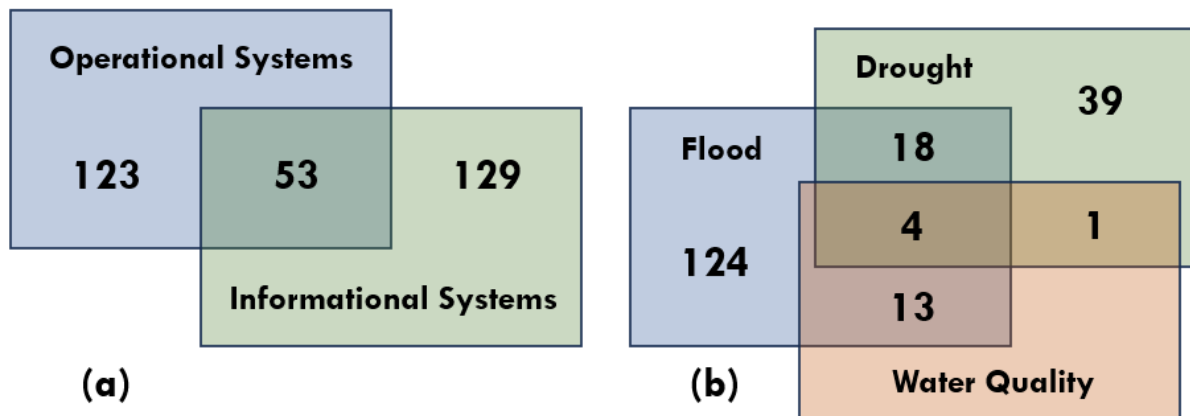 Operational Systems
123
53
129
Informational Systems
(a)
Drought
39
Flood
18
4
1
124
13
(b)
Water Quality